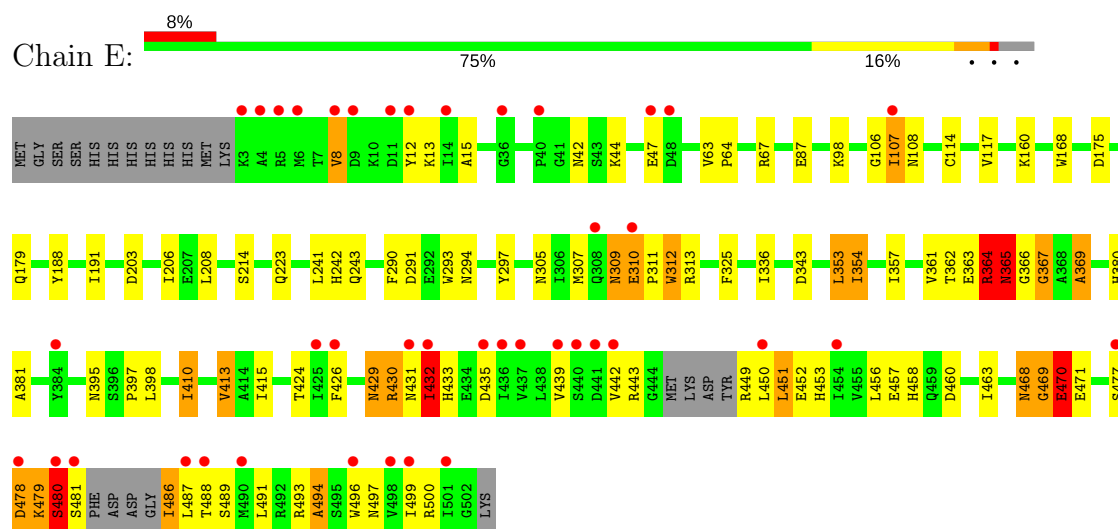 8%
Chain E:
75% 16% • • •
MET GLY SER SER HIS HIS HIS HIS HIS HIS MET LYS K3 A4 R5 M6 T7 V8 D9 K10 D11 Y12 K13 I14 A15 G36 P40 G41 N42 S43 K44 E47 D48 V63 P64 R67 E87 K98 G106 I107 N108 C114 V117 K160 W168 D175
Q179 Y188 I191 D203 I206 E207 L208 S214 Q223 L241 H242 Q243 F290 D291 E292 W293 N294 Y297 N305 I306 M307 Q308 N309 E310 P311 W312 R313 F325 I336 D343 L353 I354 I357 V361 T362 E363 R364 N365 G366 G367 A368 A369 H380
A381 Y384 N395 S396 P397 L398 I410 V413 A414 I415 T424 I425 F426 N429 R430 N431 I432 H433 E434 D435 I436 V437 L438 V439 S440 D441 V442 R443 G444 MET LYS ASP TYR R449 L450 L451 E452 H453 I454 V455 L456 E457 H458 Q459 D460 I463 N468 G469 E470 E471 S477
D478 K479 S480 S481 PHE ASP ASP GLY I486 L487 T488 S489 M490 L491 R492 R493 A494 S495 W496 N497 V498 I499 R500 I501 G502 LYS